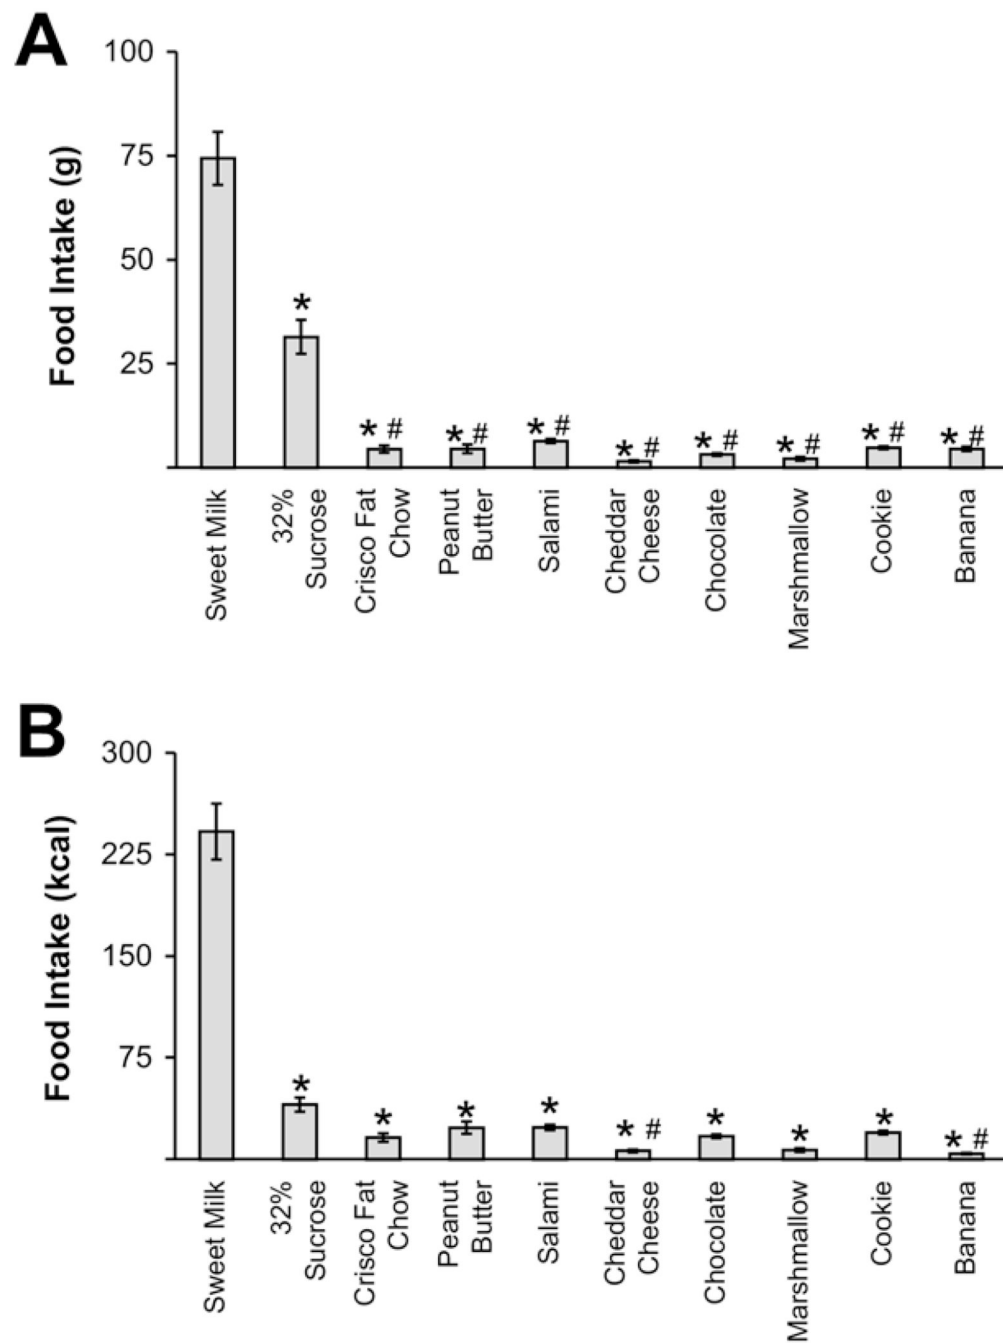 A
100
75
50
25
Food Intake (g)
*
* #
* #
* #
* #
* #
* #
* #
* #
Sweet Milk
32%
Sucrose
Crisco Fat
Chow
Peanut
Butter
Salami
Cheddar
Cheese
Chocolate
Marshmallow
Cookie
Banana
B
300
225
150
75
Food Intake (kcal)
*
*
*
*
* #
*
*
*
* #
Sweet Milk
32%
Sucrose
Crisco Fat
Chow
Peanut
Butter
Salami
Cheddar
Cheese
Chocolate
Marshmallow
Cookie
Banana